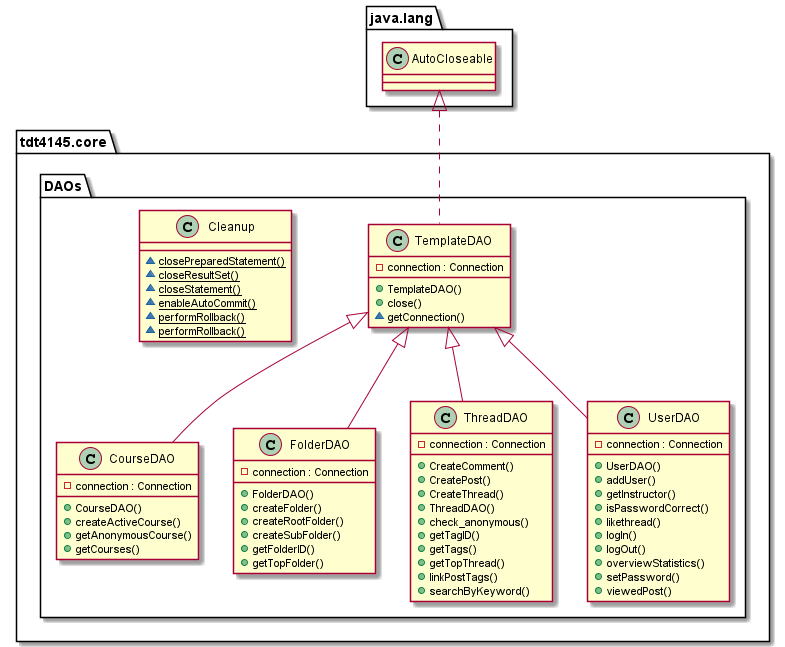 java.lang
C AutoCloseable
tdt4145.core
DAOs
C Cleanup
closePreparedStatement()
closeResultSet()
closeStatement()
enableAutoCommit()
performRollback()
performRollback()
C TemplateDAO
connection : Connection
TemplateDAO()
close()
getConnection()
C CourseDAO
connection : Connection
CourseDAO()
createActiveCourse()
getAnonymousCourse()
getCourses()
C FolderDAO
connection : Connection
FolderDAO()
createFolder()
createRootFolder()
createSubFolder()
getFolderID()
getTopFolder()
C ThreadDAO
connection : Connection
CreateComment()
CreatePost()
CreateThread()
ThreadDAO()
check_anonymous()
getTagID()
getTags()
getTopThread()
linkPostTags()
searchByKeyword()
C UserDAO
connection : Connection
UserDAO()
addUser()
getInstructor()
isPasswordCorrect()
likethread()
logIn()
logOut()
overviewStatistics()
setPassword()
viewedPost()